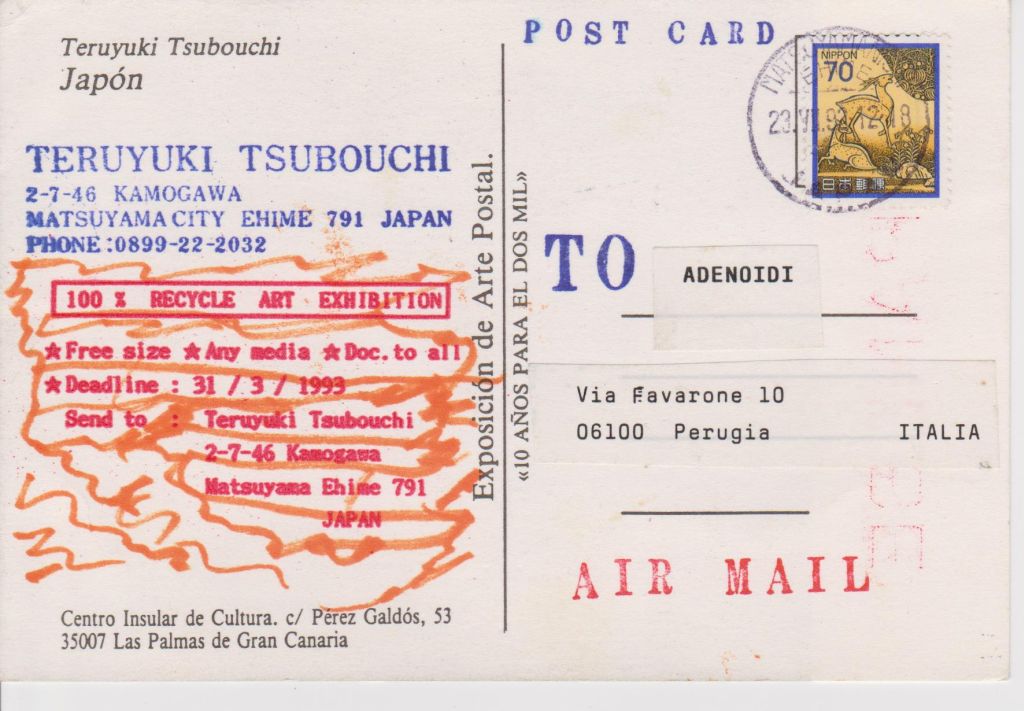 Teruyuki Tsubouchi
Japón
TERUYUKI TSUBOUCHI
2-7-46 KAMOGAWA
MATSUYAMA CITY EHIME 791 JAPAN
PHONE:0899-22-2032
100 % RECYCLE ART EXHIBITION
★Free size ★Any media ★Doc.to all
★Deadline : 31 / 3 / 1993
Send to : Teruyuki Tsubouchi
2-7-46 Kamogawa
Matsuyama Ehime 791
JAPAN
Centro Insular de Cultura. c/ Pérez Galdós, 53
35007 Las Palmas de Gran Canaria
Exposición de Arte Postal.
«10 AÑOS PARA EL DOS MIL»
POST CARD
NIPPON
70
日本郵便
TO
ADENOIDI
Via Favarone 10
06100 Perugia ITALIA
AIR MAIL